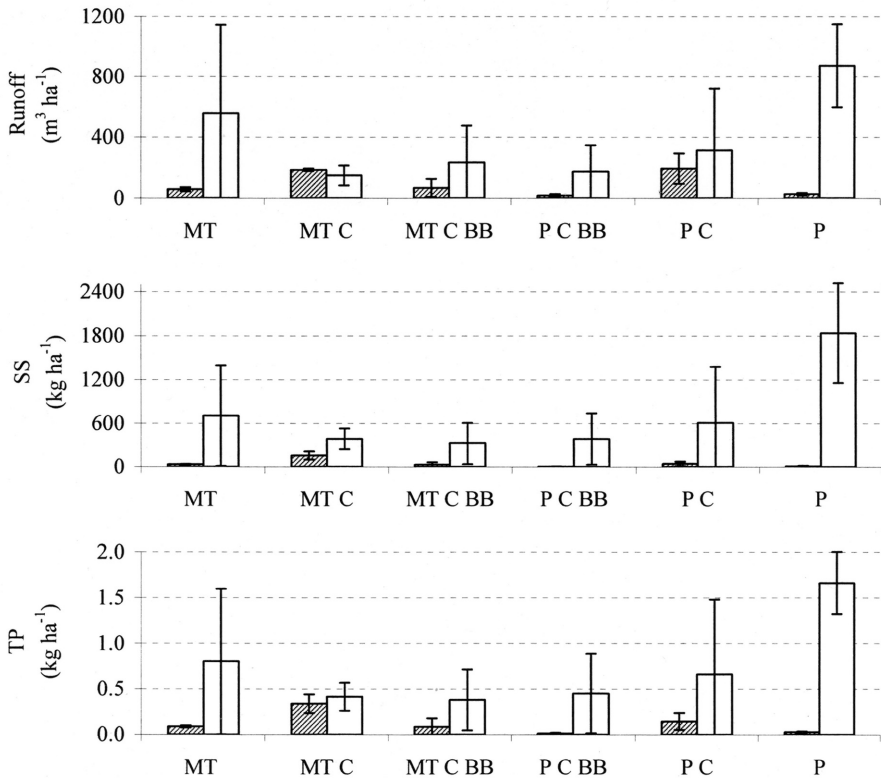 1200
800
400
0
Runoff
(m³ ha⁻¹)
MT MT C MT C BB P C BB P C P
2400
1800
1200
600
0
SS
(kg ha⁻¹)
MT MT C MT C BB P C BB P C P
2.0
1.5
1.0
0.5
0.0
TP
(kg ha⁻¹)
MT MT C MT C BB P C BB P C P